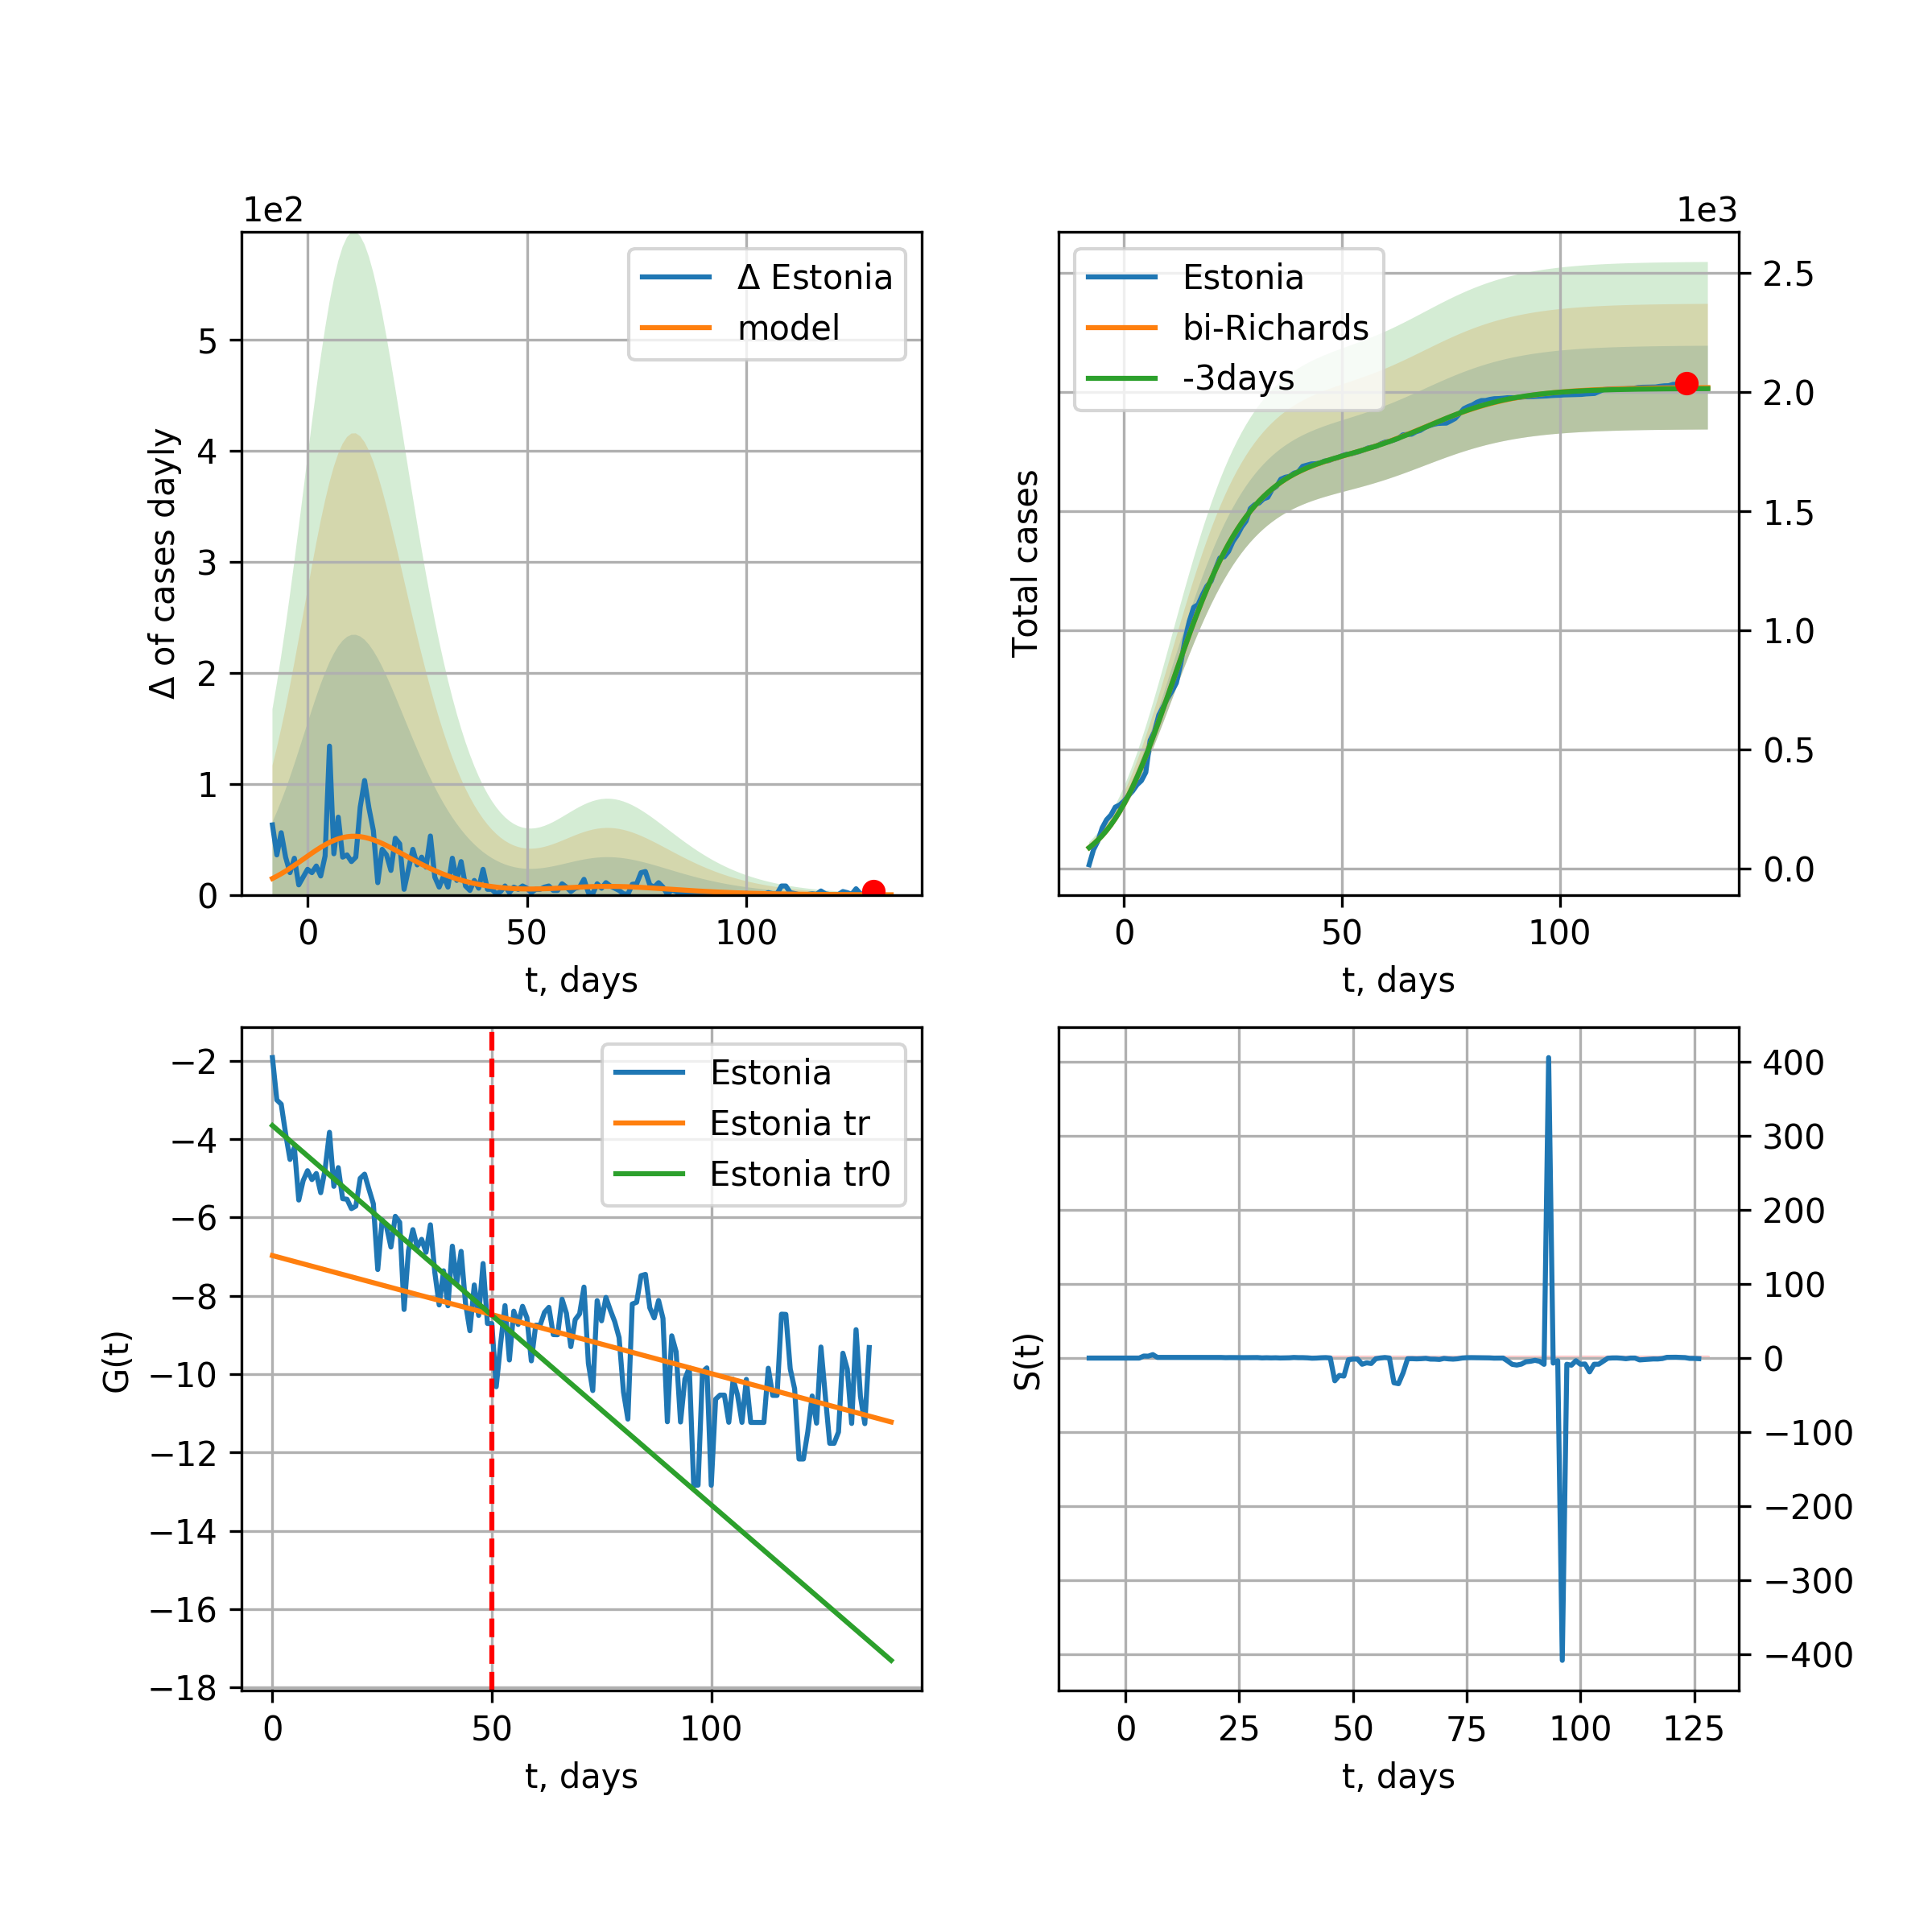 1e2
Δ Estonia
model
5
4
3
2
1
0
Δ of cases dayly
0 50 100
t, days
1e3
Estonia
bi-Richards
-3days
2.5
2.0
1.5
1.0
0.5
0.0
Total cases
0 50 100
t, days
Estonia
Estonia tr
Estonia tr0
−2
−4
−6
−8
−10
−12
−14
−16
−18
G(t)
0 50 100
t, days
400
300
200
100
0
−100
−200
−300
−400
S(t)
0 25 50 75 100 125
t, days